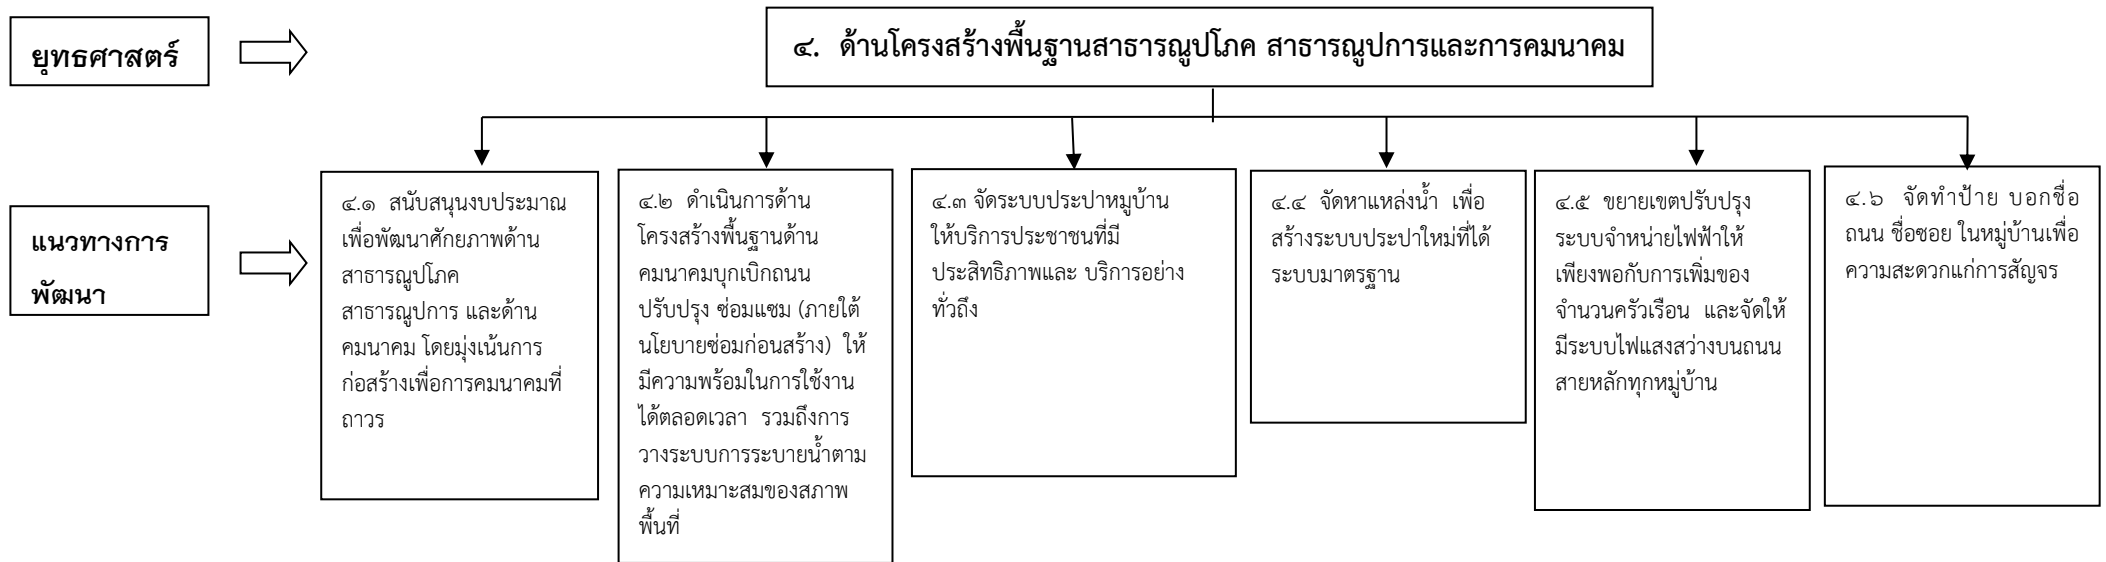 ยุทธศาสตร์
๔.  ด้านโครงสร้างพื้นฐานสาธารณูปโภค สาธารณูปการและการคมนาคม
แนวทางการ
พัฒนา
๔.๑  สนับสนุนงบประมาณ
เพื่อพัฒนาศักยภาพด้าน
สาธารณูปโภค
สาธารณูปการ และด้าน
คมนาคม โดยมุ่งเน้นการ
ก่อสร้างเพื่อการคมนาคมที่
ถาวร
๔.๒  ดำเนินการด้าน
โครงสร้างพื้นฐานด้าน
คมนาคมบุกเบิกถนน
ปรับปรุง ซ่อมแซม (ภายใต้
นโยบายซ่อมก่อนสร้าง)  ให้
มีความพร้อมในการใช้งาน
ได้ตลอดเวลา  รวมถึงการ
วางระบบการระบายน้ำตาม
ความเหมาะสมของสภาพ
พื้นที่
๔.๓ จัดระบบประปาหมูบ้าน
ให้บริการประชาชนที่มี
ประสิทธิภาพและ บริการอย่าง
ทั่วถึง
๔.๔  จัดหาแหล่งน้ำ  เพื่อ
สร้างระบบประปาใหม่ที่ได้
ระบบมาตรฐาน
๔.๕  ขยายเขตปรับปรุง
ระบบจำหน่ายไฟฟ้าให้
เพียงพอกับการเพิ่มของ
จำนวนครัวเรือน  และจัดให้
มีระบบไฟแสงสว่างบนถนน
สายหลักทุกหมู่บ้าน
๔.๖  จัดทำป้าย บอกชื่อ
ถนน ชื่อซอย ในหมู่บ้านเพื่อ
ความสะดวกแก่การสัญจร